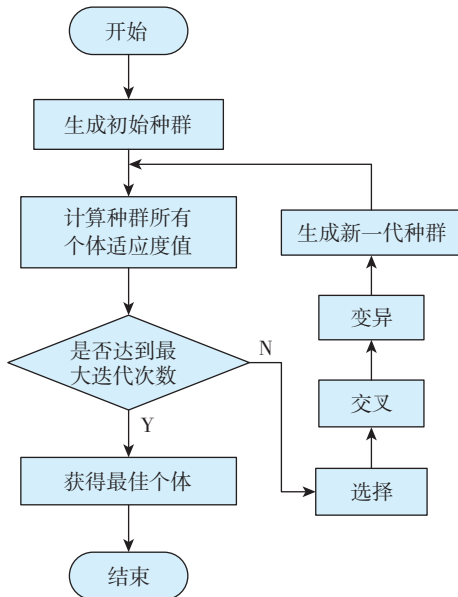 开始
生成初始种群
计算种群所有
个体适应度值
是否达到最
大迭代次数
N
Y
获得最佳个体
结束
选择
交叉
变异
生成新一代种群